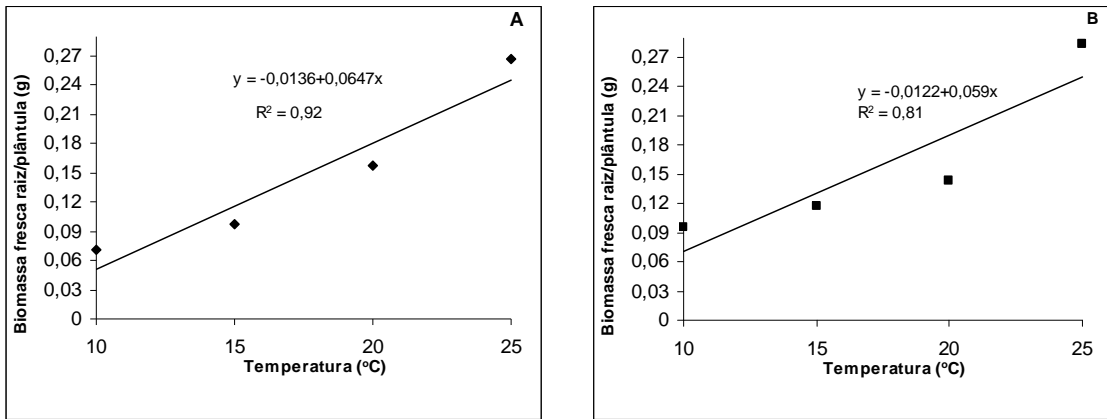 A
Biomassa fresca raiz/plântula (g)
0,27
0,24
0,21
0,18
0,15
0,12
0,09
0,06
0,03
0
y = -0,0136+0,0647x
R² = 0,92
10 15 20 25
Temperatura (ºC)
B
Biomassa fresca raiz/plântula (g)
0,27
0,24
0,21
0,18
0,15
0,12
0,09
0,06
0,03
0
y = -0,0122+0,059x
R² = 0,81
10 15 20 25
Temperatura (ºC)